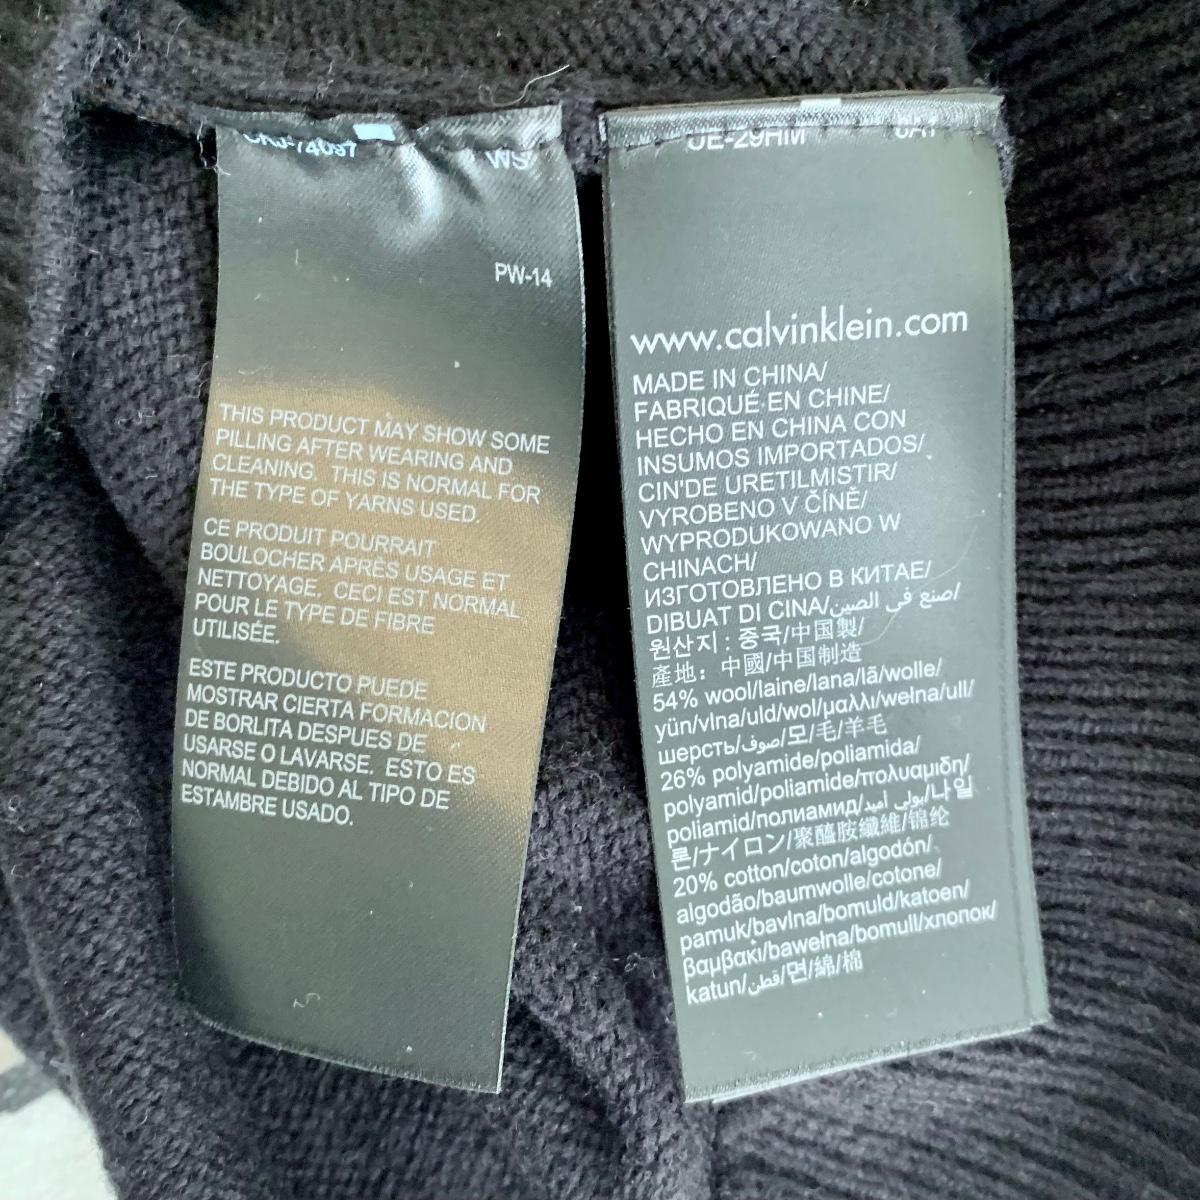 WS
PW-14
THIS PRODUCT MAY SHOW SOME
PILLING AFTER WEARING AND
CLEANING. THIS IS NORMAL FOR
THE TYPE OF YARNS USED.
CE PRODUIT POURRAIT
BOULOCHER APRÈS USAGE ET
NETTOYAGE. CECI EST NORMAL
POUR LE TYPE DE FIBRE
UTILISÉE.
ESTE PRODUCTO PUEDE
MOSTRAR CIERTA FORMACION
DE BORLITA DESPUES DE
USARSE O LAVARSE. ESTO ES
NORMAL DEBIDO AL TIPO DE
ESTAMBRE USADO.
www.calvinklein.com
MADE IN CHINA/
FABRIQUÉ EN CHINE/
HECHO EN CHINA CON
INSUMOS IMPORTADOS/
CIN'DE URETILMISTIR/
VYROBENO V ČÍNĚ/
WYPRODUKOWANO W
CHINACH/
ИЗГОТОВЛЕНО В КИТАЕ/
DIBUAT DI CINA/صنع في الصين/
원산지 : 중국/中国製/
產地: 中國/中国制造
54% wool/laine/lana/lã/wolle/
yün/vlna/uld/wol/μαλλι/wełna/ull/
шерсть/صوف/모/毛/羊毛
26% polyamide/poliamida/
polyamid/poliamide/πολυαμιδη/
poliamid/полиамид/بولي أميد/나일
론/ナイロン/聚醯胺纖維/锦纶
20% cotton/coton/algodón/
algodão/baumwolle/cotone/
pamuk/bavlna/bomuld/katoen/
βαμβακι/bawełna/bomull/хлопок/
katun/قطن/면/綿/棉